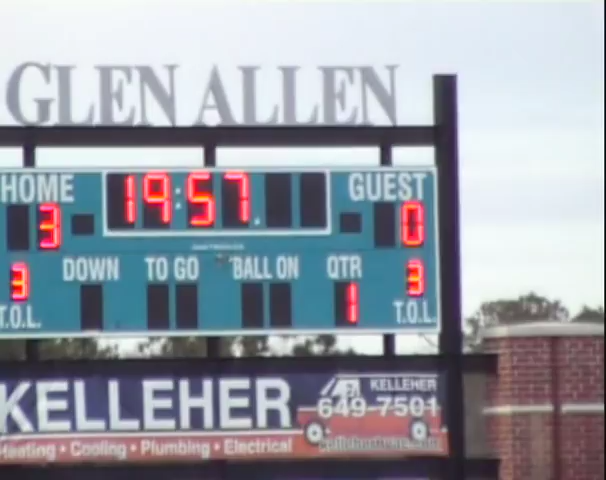 GLEN ALLEN
HOME 19:57 GUEST
3 0
DOWN TO GO BALL ON QTR
3 1 3
T.O.L. T.O.L.
KELLEHER KELLEHER
649-7501
Heating • Cooling • Plumbing • Electrical